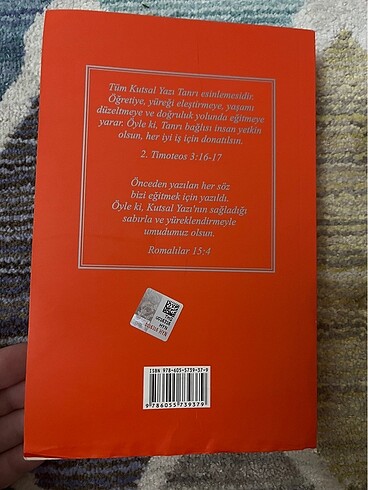 Tüm Kutsal Yazı Tanrı esinlemesidir.
Öğretiye, yüreği eleştirmeye, yaşamı
düzeltmeye ve doğruluk yolunda eğitmeye
yarar. Öyle ki, Tanrı bağlısı insan yetkin
olsun, her iyi iş için donatılsın.
2. Timoteos 3:16-17
Önceden yazılan her söz
bizi eğitmek için yazıldı.
Öyle ki, Kutsal Yazı'nın sağladığı
sabırla ve yüreklendirmeyle
umudumuz olsun.
Romalılar 15:4
ISBN 978-605-5739-37-9
9 786055 739379